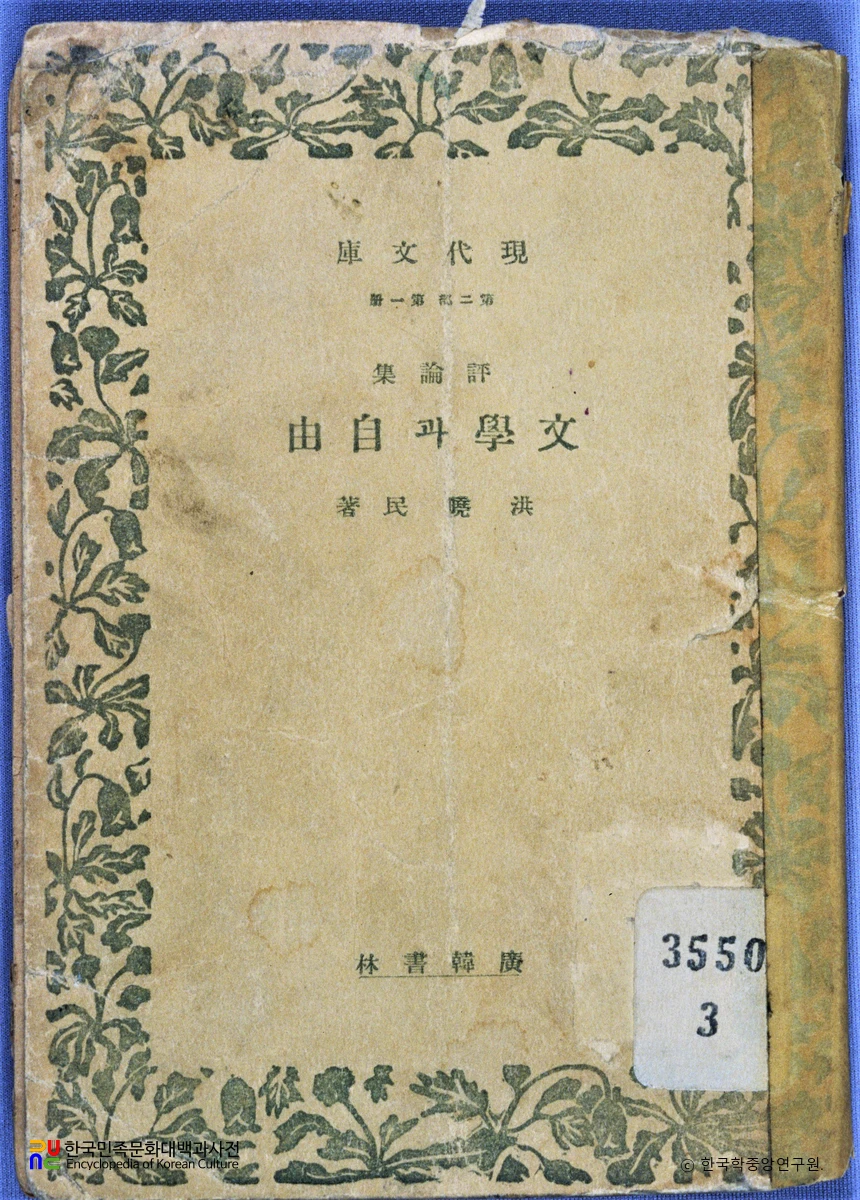 現代文庫
第二部 第一冊
評論集
文學과自由
洪曉民著
廣韓書林
3550
3
한국민족문화대백과사전
Encyclopedia of Korean Culture
ⓒ 한국학중앙연구원